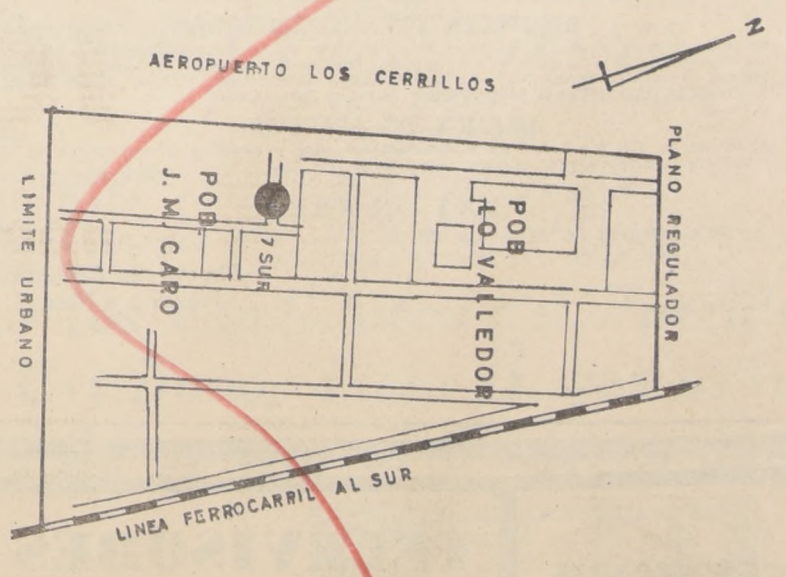 N
AEROPUERTO LOS CERRILLOS
PLANO REGULADOR
LIMITE URBANO
POB.
J. M. CARO
7 SUR
POB
LO VALLEDOR
LINEA FERROCARRIL AL SUR